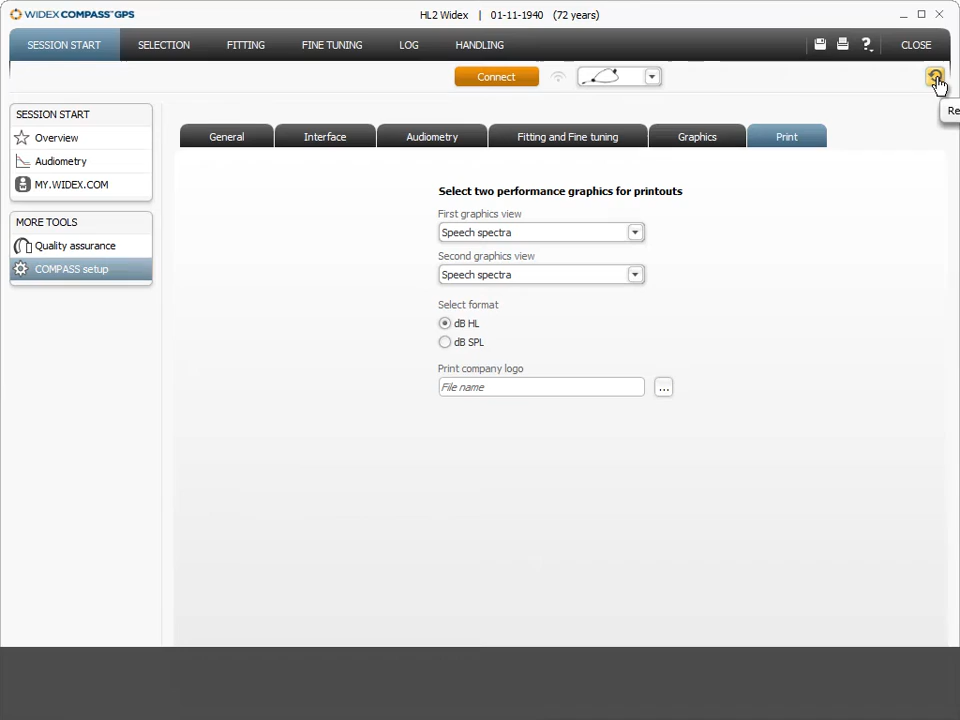 WIDEX COMPASS GPS
HL2 Widex | 01-11-1940 (72 years)
SESSION START SELECTION FITTING FINE TUNING LOG HANDLING ? CLOSE
Connect
Re
SESSION START
Overview
Audiometry
MY.WIDEX.COM
MORE TOOLS
Quality assurance
COMPASS setup
General Interface Audiometry Fitting and Fine tuning Graphics Print
Select two performance graphics for printouts
First graphics view
Speech spectra
Second graphics view
Speech spectra
Select format
dB HL
dB SPL
Print company logo
File name ...